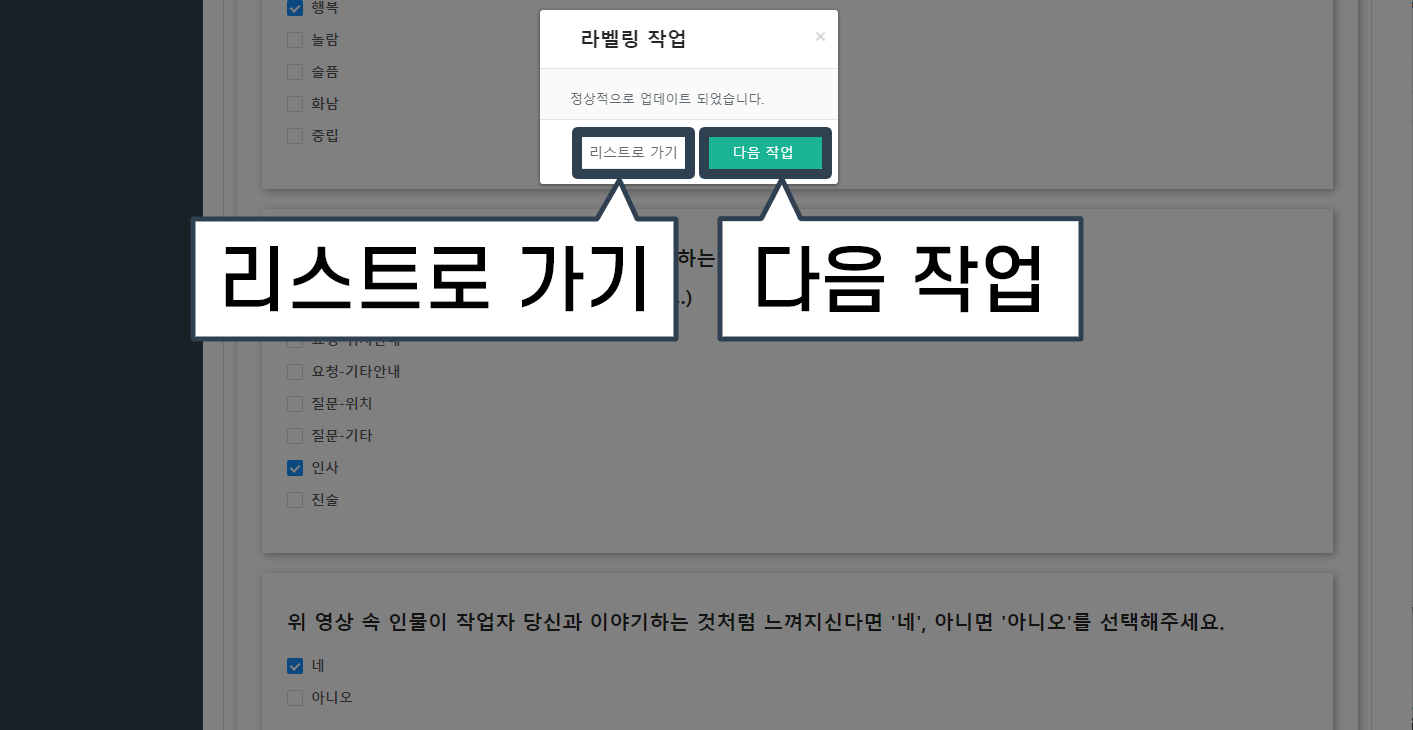 행복
놀람
슬픔
화남
중립
라벨링 작업
×
정상적으로 업데이트 되었습니다.
리스트로 가기
다음 작업
리스트로 가기
다음 작업
하는
..)
요청-기타안내
질문-위치
질문-기타
인사
진술
위 영상 속 인물이 작업자 당신과 이야기하는 것처럼 느껴지신다면 '네', 아니면 '아니오'를 선택해주세요.
네
아니오